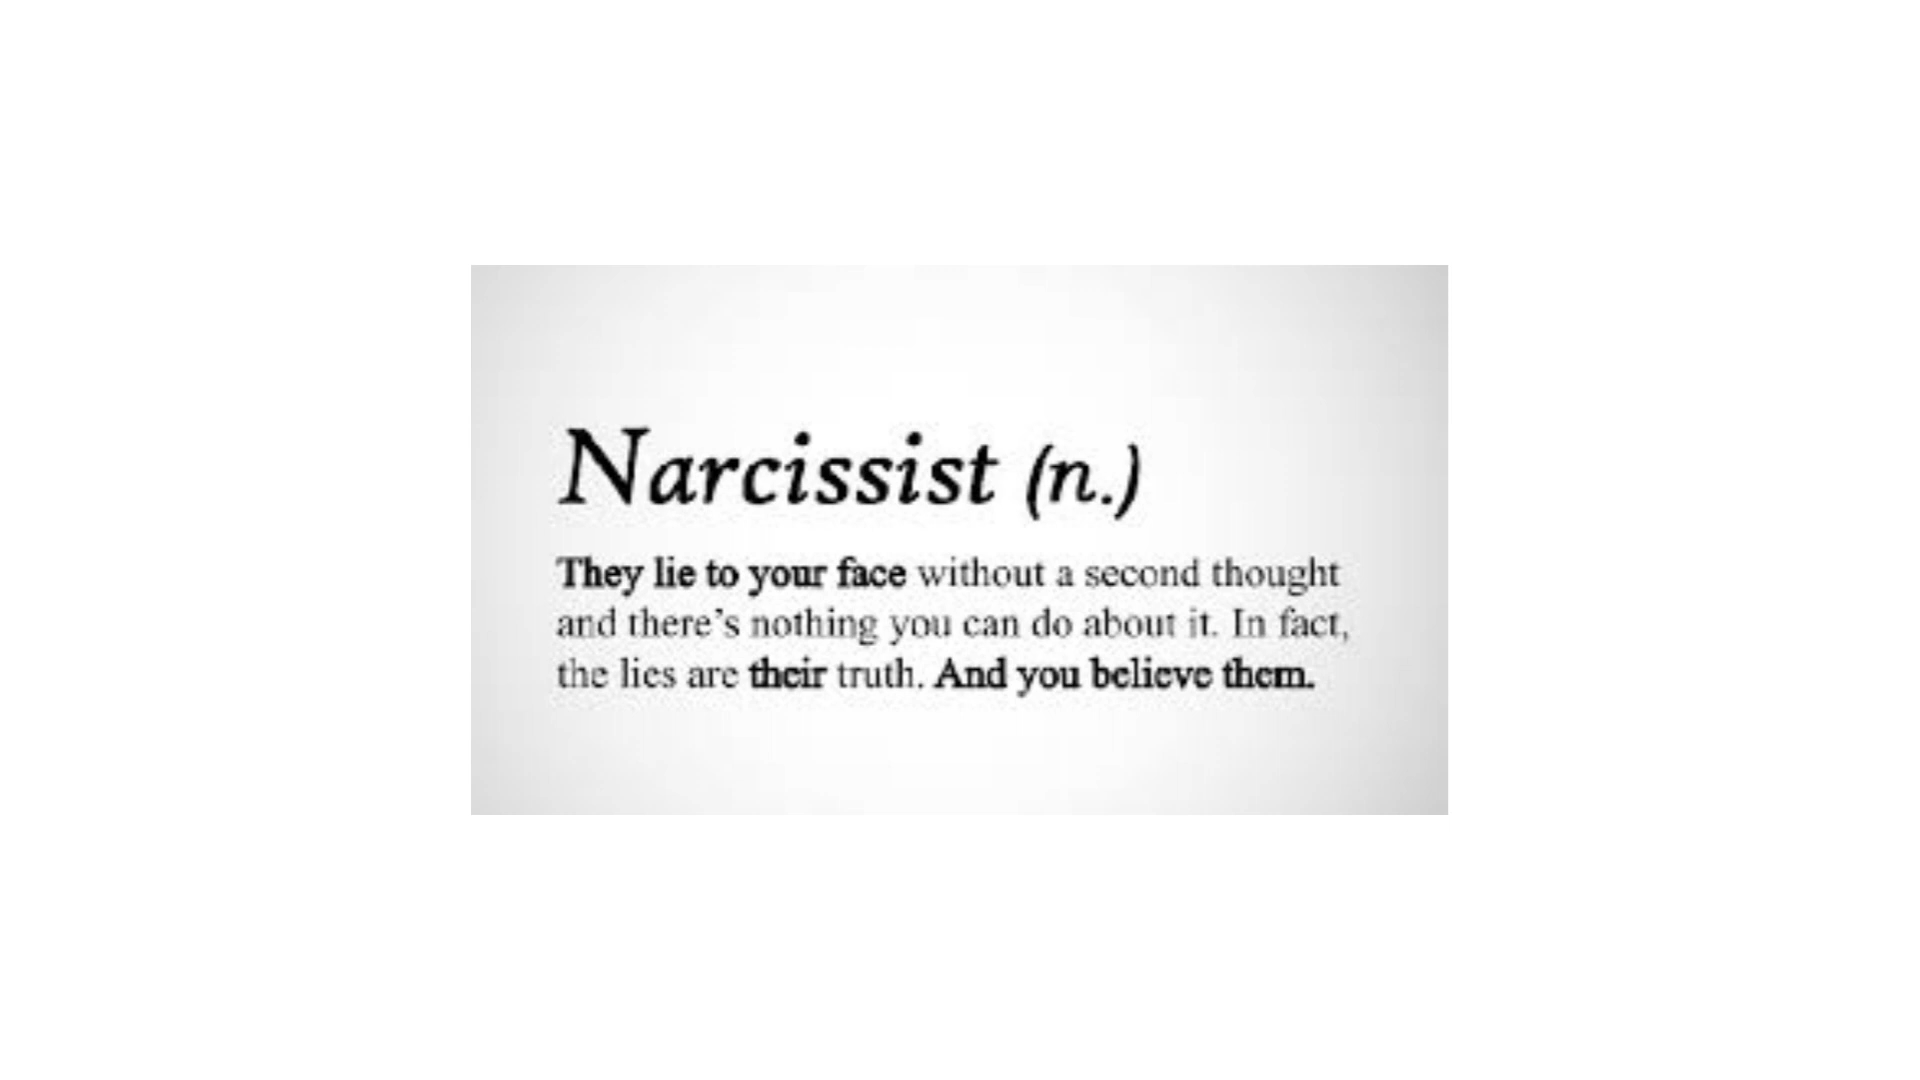 Narcissist (n.)
They lie to your face without a second thought
and there’s nothing you can do about it. In fact,
the lies are their truth. And you believe them.